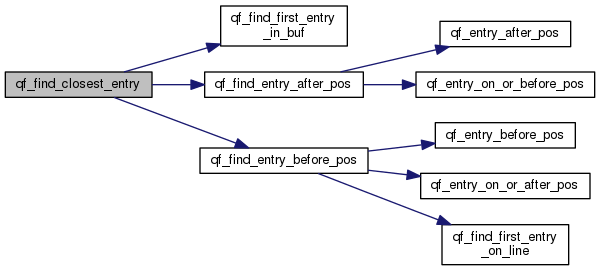 qf_find_closest_entry
qf_find_first_entry
_in_buf
qf_find_entry_after_pos
qf_entry_after_pos
qf_entry_on_or_before_pos
qf_find_entry_before_pos
qf_entry_before_pos
qf_entry_on_or_after_pos
qf_find_first_entry
_on_line